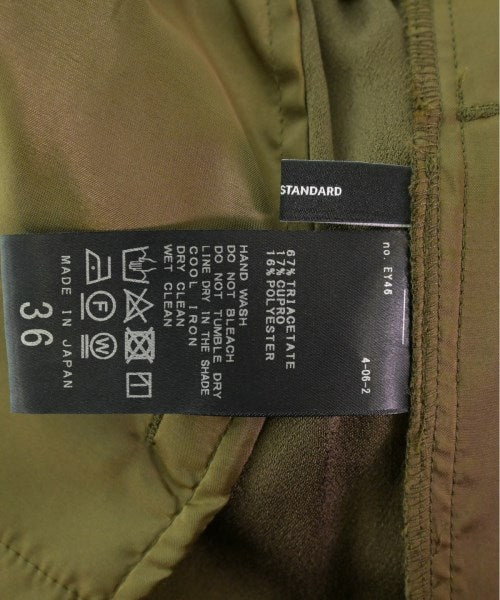 STANDARD
no. EY46
4-06-2
67% TRIACETATE
17% CUPRO
16% POLYESTER
HAND WASH
DO NOT BLEACH
DO NOT TUMBLE DRY
LINE DRY IN THE SHADE
COOL IRON
DRY CLEAN
WET CLEAN
F
W
MADE IN JAPAN
36